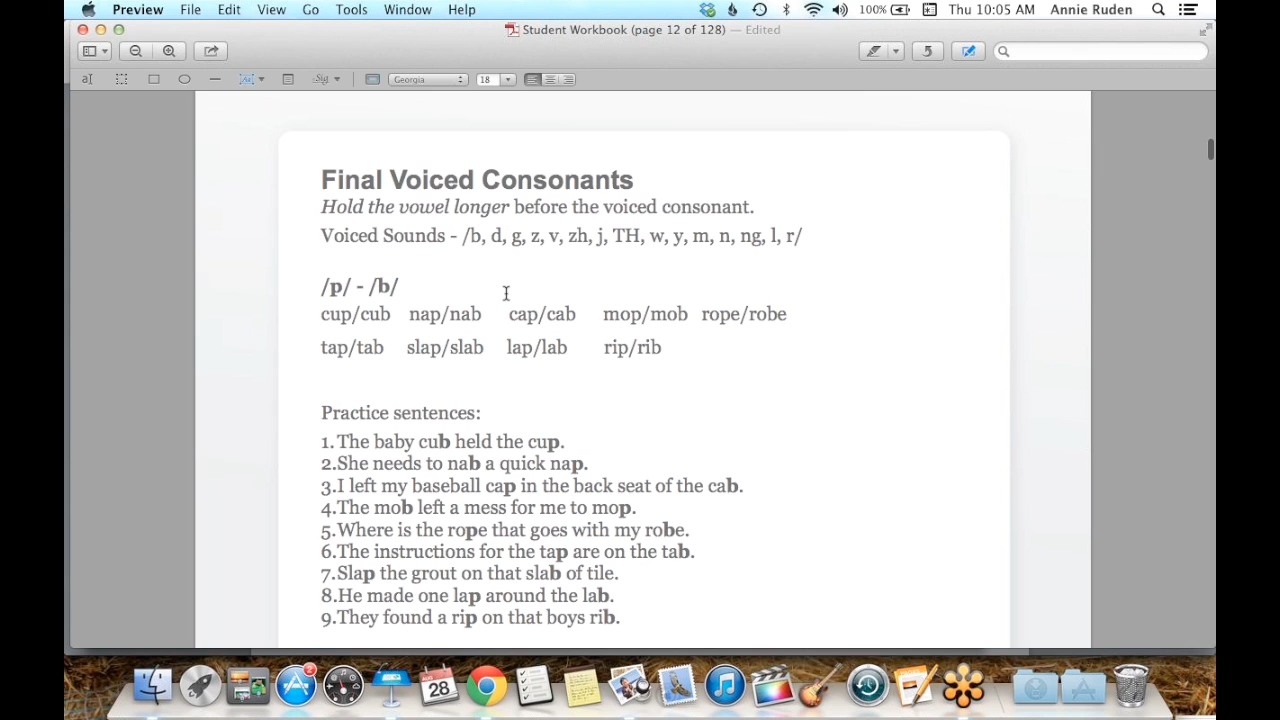 Preview File Edit View Go Tools Window Help 100% Thu 10:05 AM Annie Ruden
Student Workbook (page 12 of 128) — Edited
Georgia 18
Final Voiced Consonants
Hold the vowel longer before the voiced consonant.
Voiced Sounds - /b, d, g, z, v, zh, j, TH, w, y, m, n, ng, l, r/
/p/ - /b/
cup/cub nap/nab cap/cab mop/mob rope/robe
tap/tab slap/slab lap/lab rip/rib
Practice sentences:
1. The baby cub held the cup.
2.She needs to nab a quick nap.
3.I left my baseball cap in the back seat of the cab.
4.The mob left a mess for me to mop.
5.Where is the rope that goes with my robe.
6.The instructions for the tap are on the tab.
7.Slap the grout on that slab of tile.
8.He made one lap around the lab.
9.They found a rip on that boys rib.
2
28